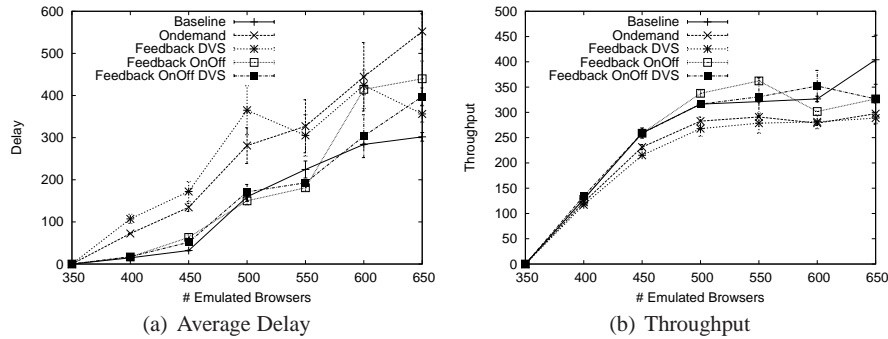 600
500
400
300
200
100
0
Delay
Baseline
Ondemand
Feedback DVS
Feedback OnOff
Feedback OnOff DVS
350 400 450 500 550 600 650
# Emulated Browsers
(a) Average Delay
500
450
400
350
300
250
200
150
100
50
0
Throughput
Baseline
Ondemand
Feedback DVS
Feedback OnOff
Feedback OnOff DVS
350 400 450 500 550 600 650
# Emulated Browsers
(b) Throughput